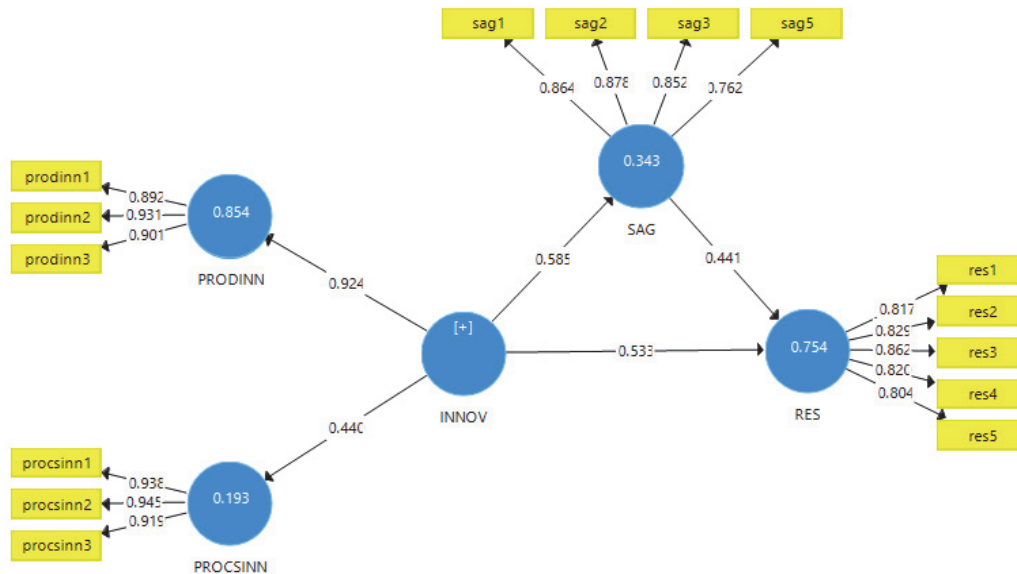 sag1 sag2 sag3 sag5
0.864 0.878 0.852 0.762
0.343
SAG
prodinn1
prodinn2
prodinn3
0.892
0.931
0.901
0.854
PRODINN
0.924
0.585
0.441
[+]
INNOV
0.533
0.754
RES
0.817
0.829
0.862
0.820
0.804
res1
res2
res3
res4
res5
0.440
procsinn1
procsinn2
procsinn3
0.938
0.945
0.919
0.193
PROCSINN